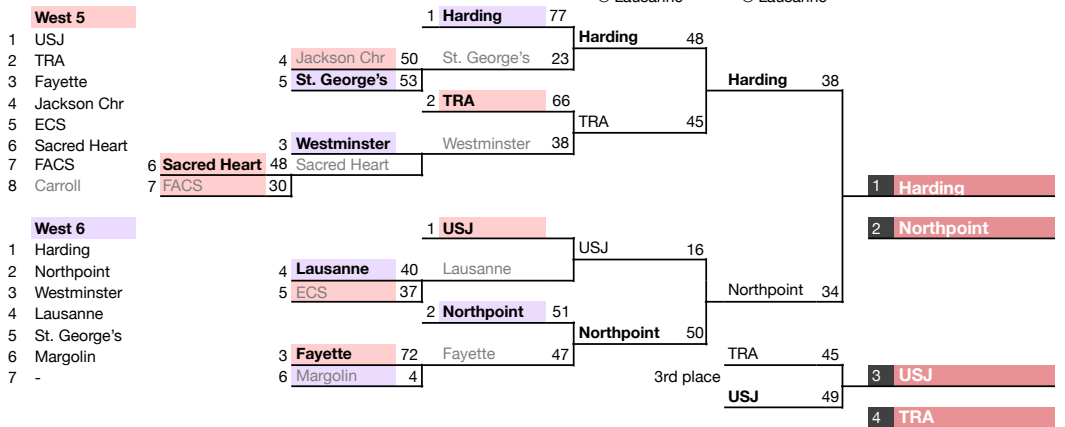 © Lausanne © Lausanne
West 5
1 USJ
2 TRA
3 Fayette
4 Jackson Chr
5 ECS
6 Sacred Heart
7 FACS
8 Carroll
West 6
1 Harding
2 Northpoint
3 Westminster
4 Lausanne
5 St. George's
6 Margolin
7 -
6 Sacred Heart 48
7 FACS 30
4 Jackson Chr 50
5 St. George's 53
3 Westminster
Sacred Heart
4 Lausanne 40
5 ECS 37
3 Fayette 72
6 Margolin 4
1 Harding 77
St. George's 23
2 TRA 66
Westminster 38
1 USJ
Lausanne
2 Northpoint 51
Fayette 47
Harding 48
TRA 45
USJ 16
Northpoint 50
Harding 38
Northpoint 34
3rd place
TRA 45
USJ 49
1 Harding
2 Northpoint
3 USJ
4 TRA